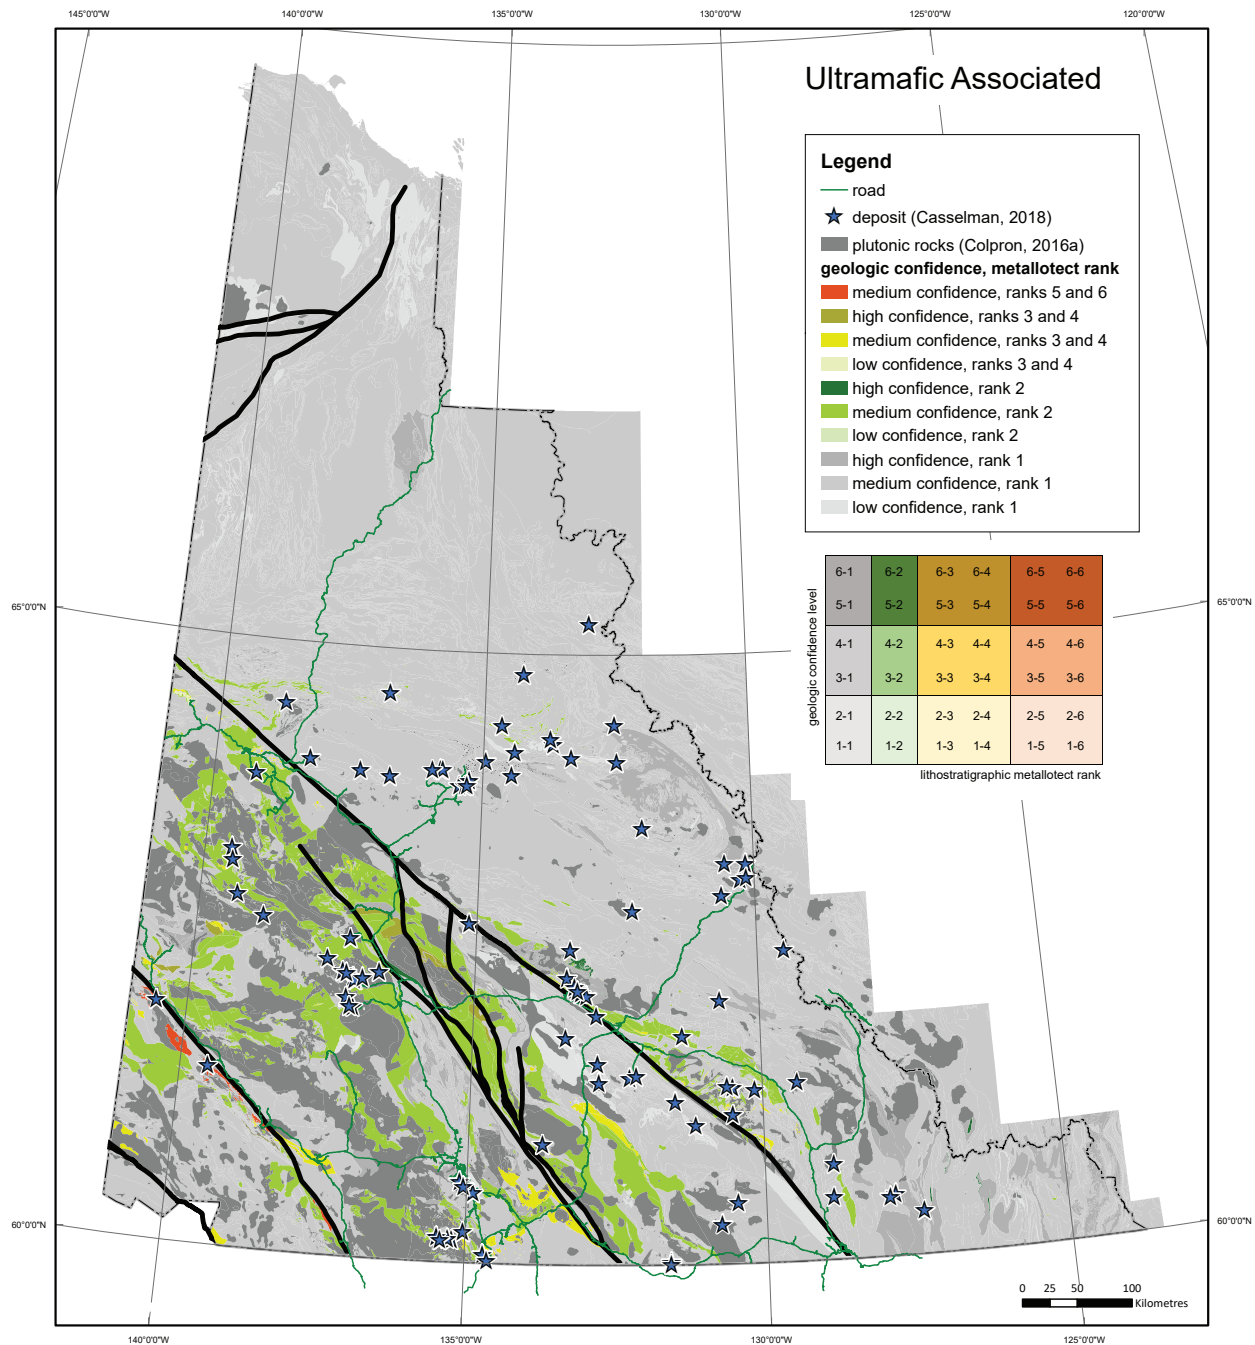 145°0'0"W 140°0'0"W 135°0'0"W 130°0'0"W 125°0'0"W 120°0'0"W
Ultramafic Associated
Legend
road
deposit (Casselman, 2018)
plutonic rocks (Colpron, 2016a)
geologic confidence, metallotect rank
medium confidence, ranks 5 and 6
high confidence, ranks 3 and 4
medium confidence, ranks 3 and 4
low confidence, ranks 3 and 4
high confidence, rank 2
medium confidence, rank 2
low confidence, rank 2
high confidence, rank 1
medium confidence, rank 1
low confidence, rank 1
geologic confidence level
6-1 6-2 6-3 6-4 6-5 6-6
5-1 5-2 5-3 5-4 5-5 5-6
4-1 4-2 4-3 4-4 4-5 4-6
3-1 3-2 3-3 3-4 3-5 3-6
2-1 2-2 2-3 2-4 2-5 2-6
1-1 1-2 1-3 1-4 1-5 1-6
lithostratigraphic metallotect rank
65°0'0"N 65°0'0"N
60°0'0"N 60°0'0"N
0 25 50 100
Kilometres
140°0'0"W 135°0'0"W 130°0'0"W 125°0'0"W